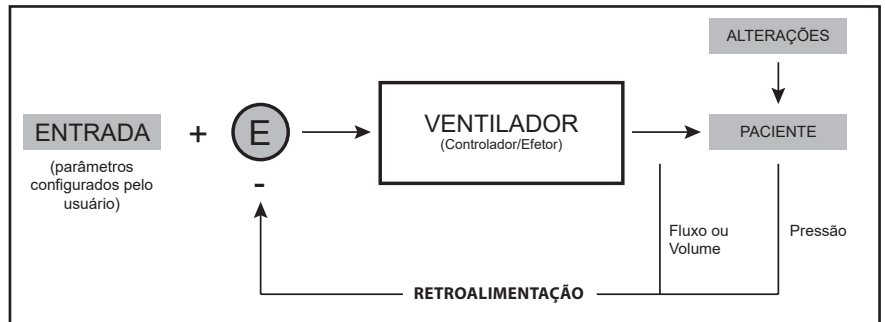 ALTERAÇÕES
ENTRADA
+
E
VENTILADOR
(Controlador/Efetor)
PACIENTE
(parâmetros
configurados pelo
usuário)
-
Fluxo ou
Volume
Pressão
RETROALIMENTAÇÃO